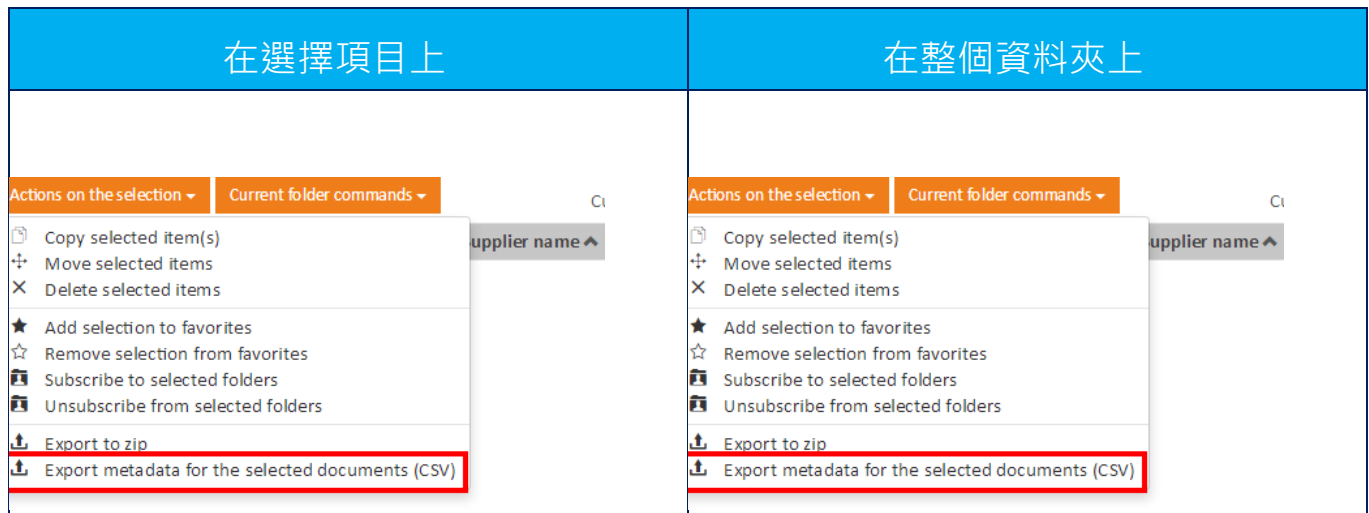 在選擇項目上
在整個資料夾上
Actions on the selection
Current folder commands
Copy selected item(s)
Move selected items
Delete selected items
Add selection to favorites
Remove selection from favorites
Subscribe to selected folders
Unsubscribe from selected folders
Export to zip
Export metadata for the selected documents (CSV)
upplier name
Actions on the selection
Current folder commands
Copy selected item(s)
Move selected items
Delete selected items
Add selection to favorites
Remove selection from favorites
Subscribe to selected folders
Unsubscribe from selected folders
Export to zip
Export metadata for the selected documents (CSV)
upplier name